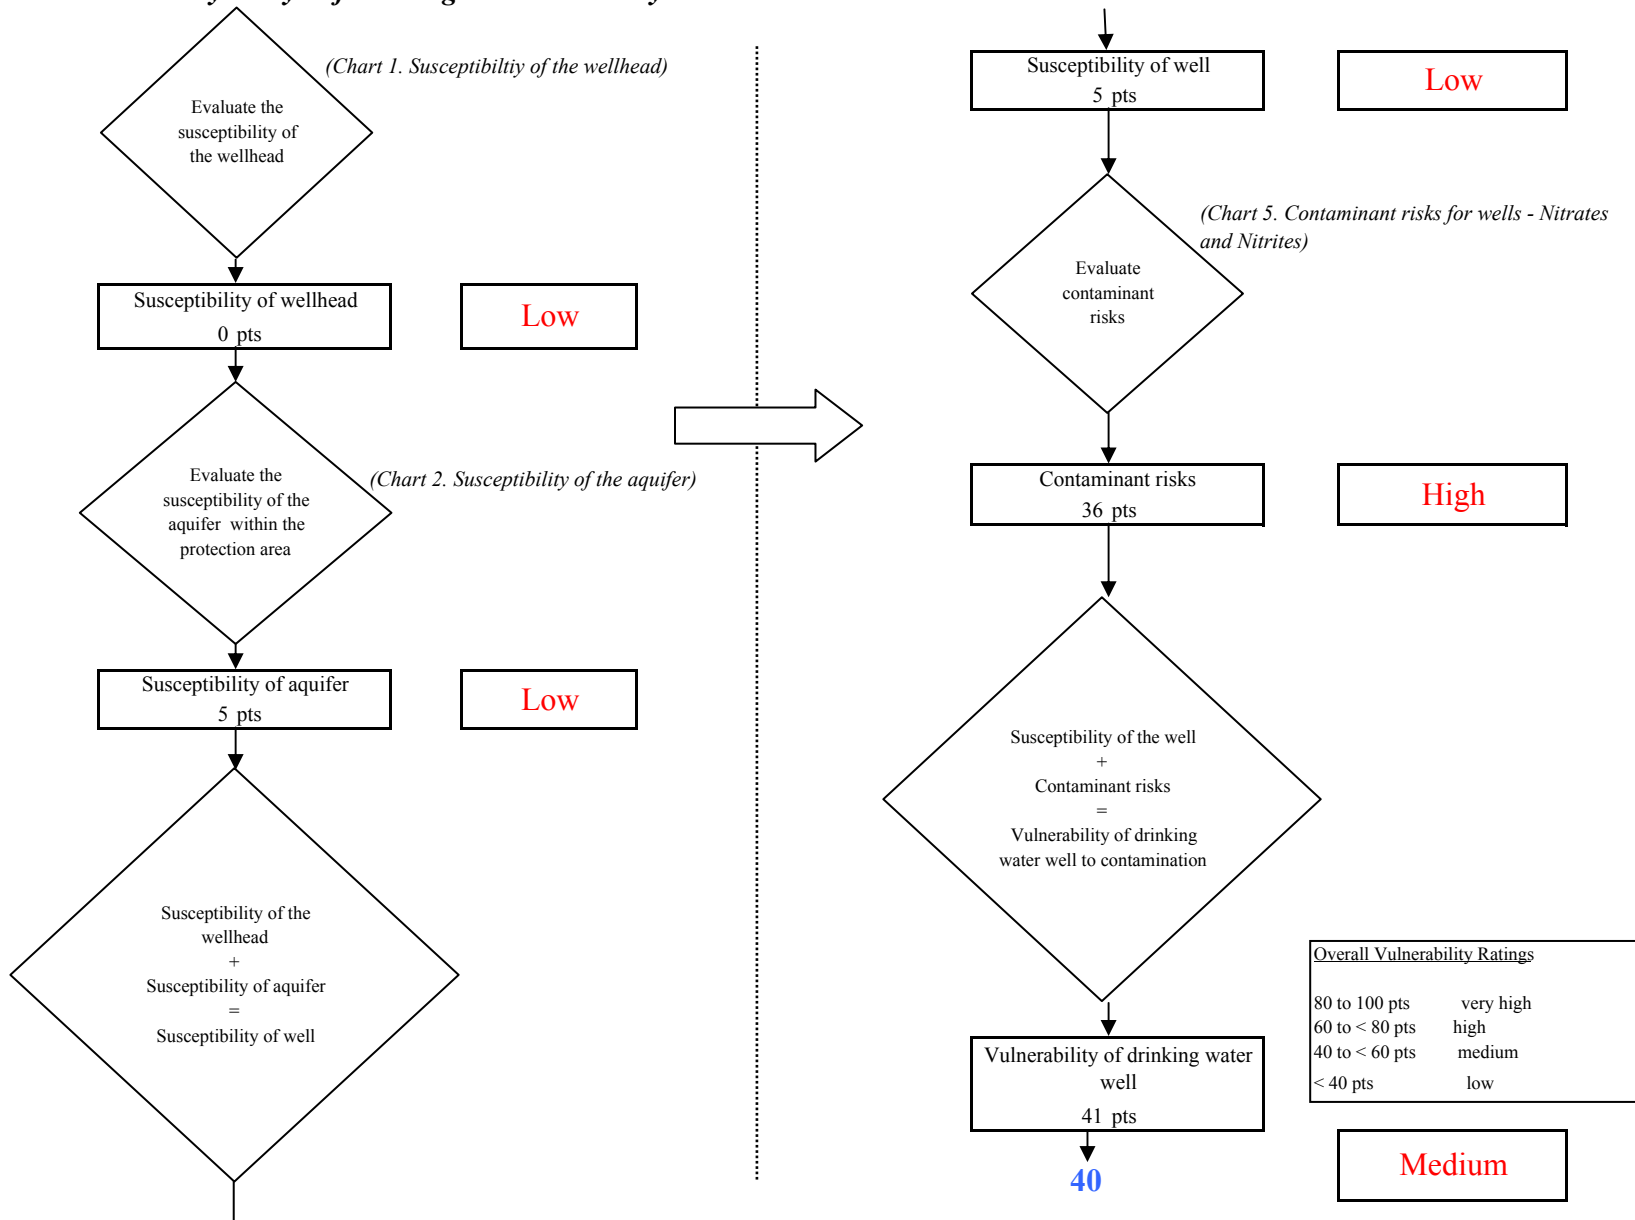 (Chart 1. Susceptibiltiy of the wellhead)
Evaluate the
susceptibility of
the wellhead
Susceptibility of wellhead
0 pts
Low
Evaluate the
susceptibility of the
aquifer within the
protection area
(Chart 2. Susceptibility of the aquifer)
Susceptibility of aquifer
5 pts
Low
Susceptibility of the
wellhead
+
Susceptibility of aquifer
=
Susceptibility of well
Susceptibility of well
5 pts
Low
(Chart 5. Contaminant risks for wells - Nitrates
and Nitrites)
Evaluate
contaminant
risks
Contaminant risks
36 pts
High
Susceptibility of the well
+
Contaminant risks
=
Vulnerability of drinking
water well to contamination
Overall Vulnerability Ratings
80 to 100 pts very high
60 to < 80 pts high
40 to < 60 pts medium
< 40 pts low
Vulnerability of drinking water
well
41 pts
40
Medium